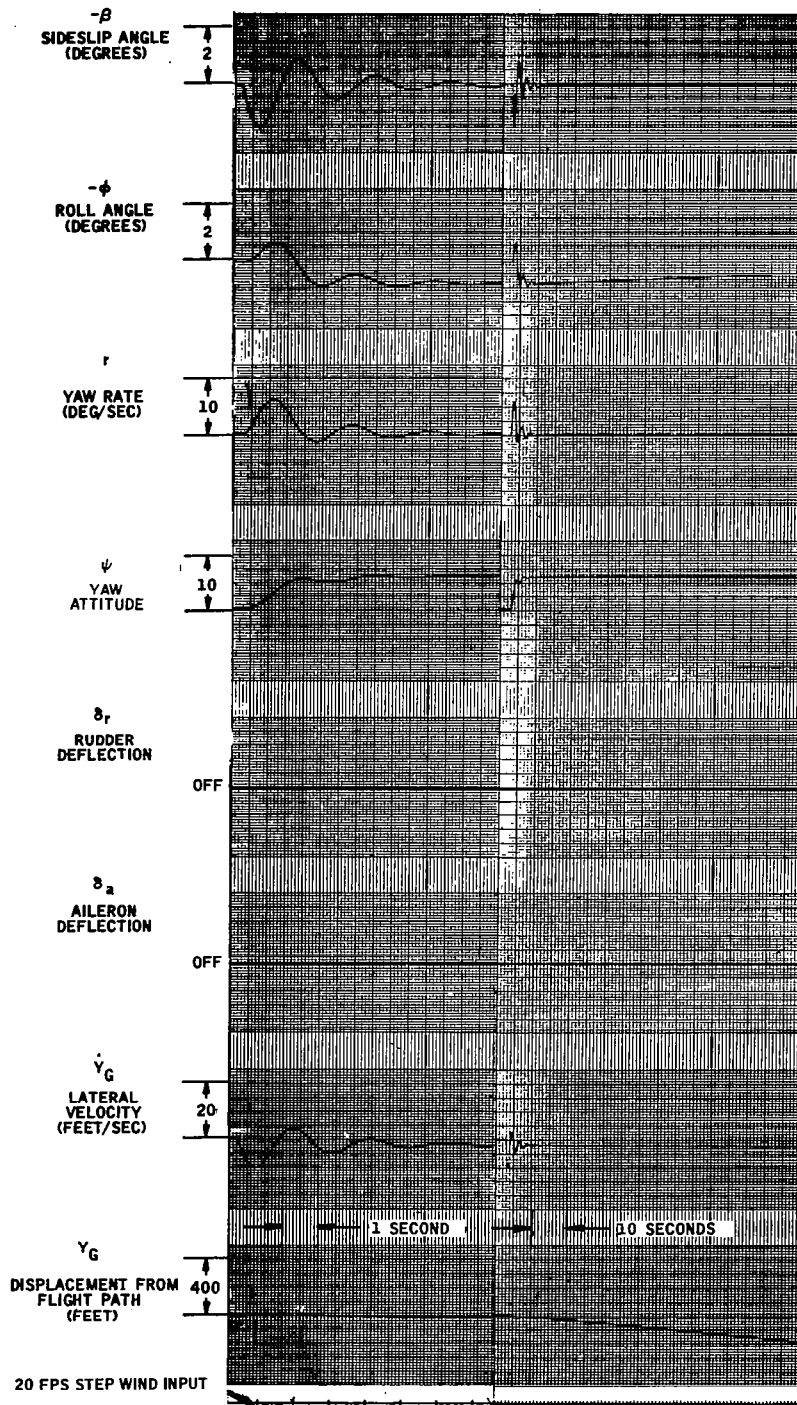 -β
SIDESLIP ANGLE
(DEGREES)
2
-ϕ
ROLL ANGLE
(DEGREES)
2
r
YAW RATE
(DEG/SEC)
10
ψ
YAW
ATTITUDE
10
δr
RUDDER
DEFLECTION
OFF
δa
AILERON
DEFLECTION
OFF
ẎG
LATERAL
VELOCITY
(FEET/SEC)
20
1 SECOND
10 SECONDS
YG
DISPLACEMENT FROM
FLIGHT PATH
(FEET)
400
20 FPS STEP WIND INPUT